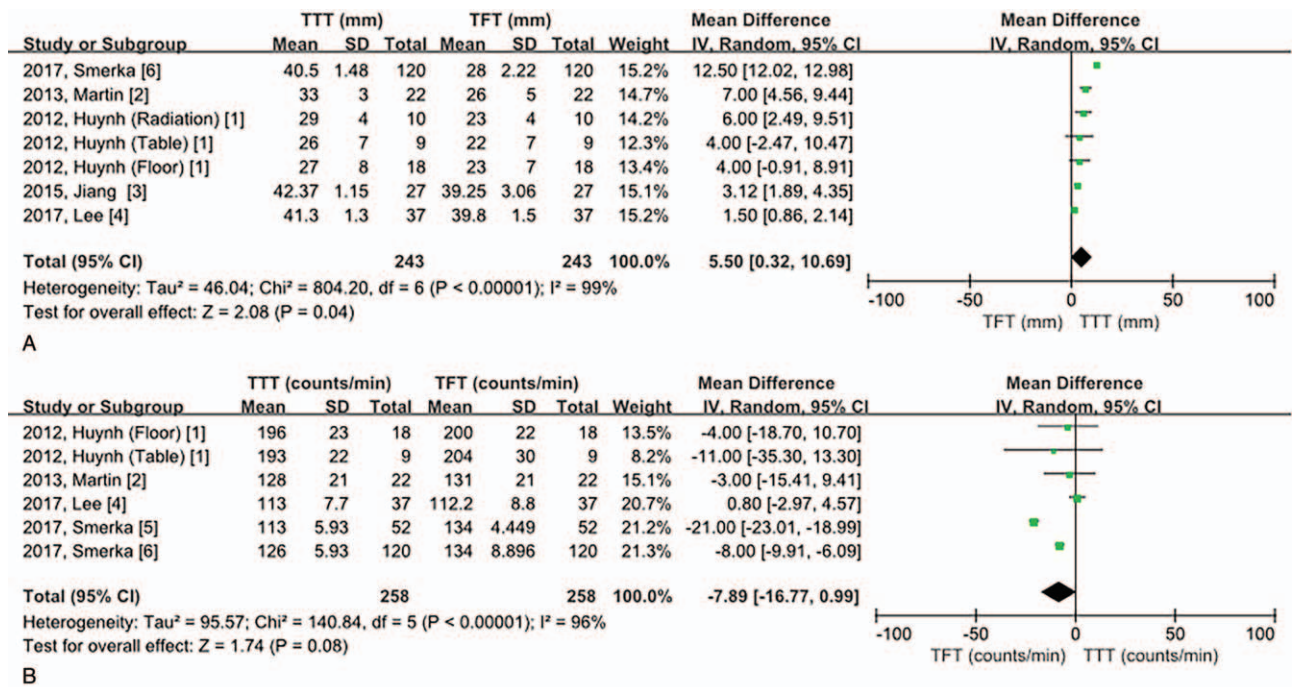 TTT (mm) TFT (mm) Mean Difference Mean Difference
Study or Subgroup Mean SD Total Mean SD Total Weight IV, Random, 95% CI IV, Random, 95% CI
2017, Smerka [6] 40.5 1.48 120 28 2.22 120 15.2% 12.50 [12.02, 12.98]
2013, Martin [2] 33 3 22 26 5 22 14.7% 7.00 [4.56, 9.44]
2012, Huynh (Radiation) [1] 29 4 10 23 4 10 14.2% 6.00 [2.49, 9.51]
2012, Huynh (Table) [1] 26 7 9 22 7 9 12.3% 4.00 [-2.47, 10.47]
2012, Huynh (Floor) [1] 27 8 18 23 7 18 13.4% 4.00 [-0.91, 8.91]
2015, Jiang [3] 42.37 1.15 27 39.25 3.06 27 15.1% 3.12 [1.89, 4.35]
2017, Lee [4] 41.3 1.3 37 39.8 1.5 37 15.2% 1.50 [0.86, 2.14]
Total (95% CI) 243 243 100.0% 5.50 [0.32, 10.69]
Heterogeneity: Tau² = 46.04; Chi² = 804.20, df = 6 (P < 0.00001); I² = 99%
Test for overall effect: Z = 2.08 (P = 0.04)
-100 -50 0 50 100
TFT (mm) TTT (mm)
A
TTT (counts/min) TFT (counts/min) Mean Difference Mean Difference
Study or Subgroup Mean SD Total Mean SD Total Weight IV, Random, 95% CI IV, Random, 95% CI
2012, Huynh (Floor) [1] 196 23 18 200 22 18 13.5% -4.00 [-18.70, 10.70]
2012, Huynh (Table) [1] 193 22 9 204 30 9 8.2% -11.00 [-35.30, 13.30]
2013, Martin [2] 128 21 22 131 21 22 15.1% -3.00 [-15.41, 9.41]
2017, Lee [4] 113 7.7 37 112.2 8.8 37 20.7% 0.80 [-2.97, 4.57]
2017, Smerka [5] 113 5.93 52 134 4.449 52 21.2% -21.00 [-23.01, -18.99]
2017, Smerka [6] 126 5.93 120 134 8.896 120 21.3% -8.00 [-9.91, -6.09]
Total (95% CI) 258 258 100.0% -7.89 [-16.77, 0.99]
Heterogeneity: Tau² = 95.57; Chi² = 140.84, df = 5 (P < 0.00001); I² = 96%
Test for overall effect: Z = 1.74 (P = 0.08)
-100 -50 0 50 100
TFT (counts/min) TTT (counts/min)
B